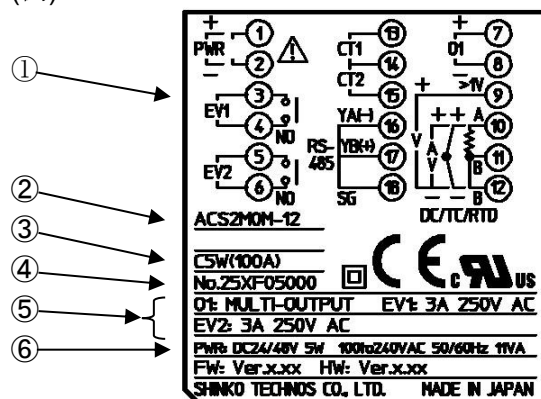 +
PWR
−
1
2
⚠
3
EV1
4
NO
5
EV2
6
NO
13
CT1
14
CT2
15
YA(-) 16
RS-485
YB(+) 17
SG 18
+
O1
−
7
8
>1V
9
+
+ +
A
10
V
A
V
11
B
− − −
B
12
DC/TC/RTD
①
②
ACS2M0M-12
③
C5W(100A)
④
No.25XF05000
CE
c RU US
⑤
O1: MULTI-OUTPUT EV1: 3A 250V AC
EV2: 3A 250V AC
⑥
PWR: DC24/48V 5W 100to240VAC 50/60Hz 11VA
FW: Ver.x.xx HW: Ver.x.xx
SHINKO TECHNOS CO., LTD. MADE IN JAPAN